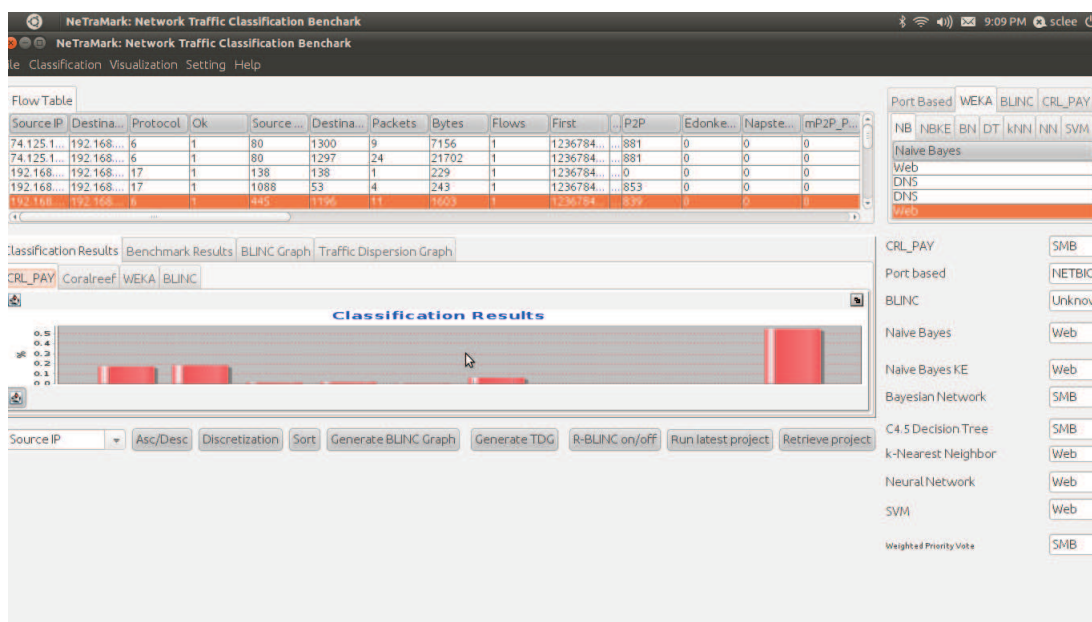 NeTraMark: Network Traffic Classification Benchark
9:09 PM sclee
NeTraMark: Network Traffic Classification Benchark
le Classification Visualization Setting Help
Flow Table
Source IP Destina... Protocol Ok Source ... Destina... Packets Bytes Flows First ... P2P Edonke... Napste... mP2P_P...
74.125.1... 192.168.... 6 1 80 1300 9 7156 1 1236784... ... 881 0 0 0
74.125.1... 192.168.... 6 1 80 1297 24 21702 1 1236784... ... 881 0 0 0
192.168.... 192.168.... 17 1 138 138 1 229 1 1236784... ... 0 0 0 0
192.168.... 192.168.... 17 1 1088 53 4 243 1 1236784... ... 853 0 0 0
192.168.... 192.168.... 6 1 445 1196 11 1603 1 1236784... ... 839 0 0 0
Port Based WEKA BLINC CRL_PAY
NB NBKE BN DT kNN NN SVM
Naive Bayes
Web
DNS
DNS
Web
Classification Results Benchmark Results BLINC Graph Traffic Dispersion Graph
CRL_PAY Coralreef WEKA BLINC
Classification Results
0.5
0.4
0.3
0.2
0.1
0.0
%
Source IP Asc/Desc Discretization Sort Generate BLINC Graph Generate TDG R-BLINC on/off Run latest project Retrieve project
CRL_PAY SMB
Port based NETBIO
BLINC Unknov
Naive Bayes Web
Naive Bayes KE Web
Bayesian Network SMB
C4.5 Decision Tree SMB
k-Nearest Neighbor Web
Neural Network Web
SVM Web
Weighted Priority Vote SMB